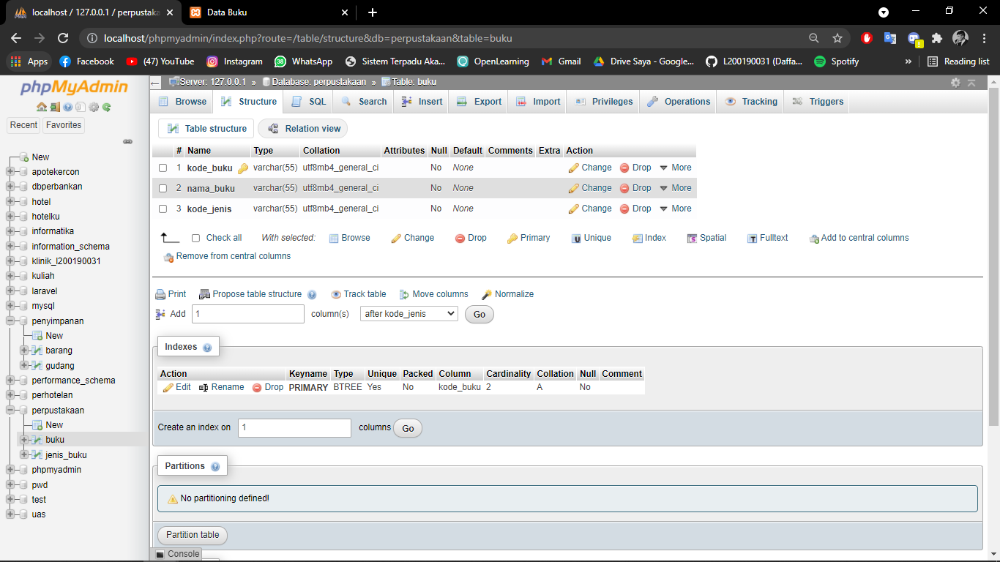 localhost / 127.0.0.1 / perpustaka
Data Buku
localhost/phpmyadmin/index.php?route=/table/structure&db=perpustakaan&table=buku
Apps Facebook (47) YouTube Instagram 38 WhatsApp Sistem Terpadu Aka... OpenLearning Gmail Drive Saya - Google... L200190031 (Daffa... Spotify » Reading list
phpMyAdmin
Recent Favorites
New
apotekercon
dbperbankan
hotel
hotelku
informatika
information_schema
klinik_l200190031
kuliah
laravel
mysql
penyimpanan
New
barang
gudang
performance_schema
perhotelan
perpustakaan
New
buku
jenis_buku
phpmyadmin
pwd
test
uas
Server: 127.0.0.1 » Database: perpustakaan » Table: buku
Browse Structure SQL Search Insert Export Import Privileges Operations Tracking Triggers
Table structure Relation view
# Name Type Collation Attributes Null Default Comments Extra Action
1 kode_buku varchar(55) utf8mb4_general_ci No None Change Drop More
2 nama_buku varchar(55) utf8mb4_general_ci No None Change Drop More
3 kode_jenis varchar(55) utf8mb4_general_ci No None Change Drop More
Check all With selected: Browse Change Drop Primary Unique Index Spatial Fulltext Add to central columns
Remove from central columns
Print Propose table structure Track table Move columns Normalize
Add 1 column(s) after kode_jenis Go
Indexes
Action Keyname Type Unique Packed Column Cardinality Collation Null Comment
Edit Rename Drop PRIMARY BTREE Yes No kode_buku 2 A No
Create an index on 1 columns Go
Partitions
No partitioning defined!
Partition table
Console